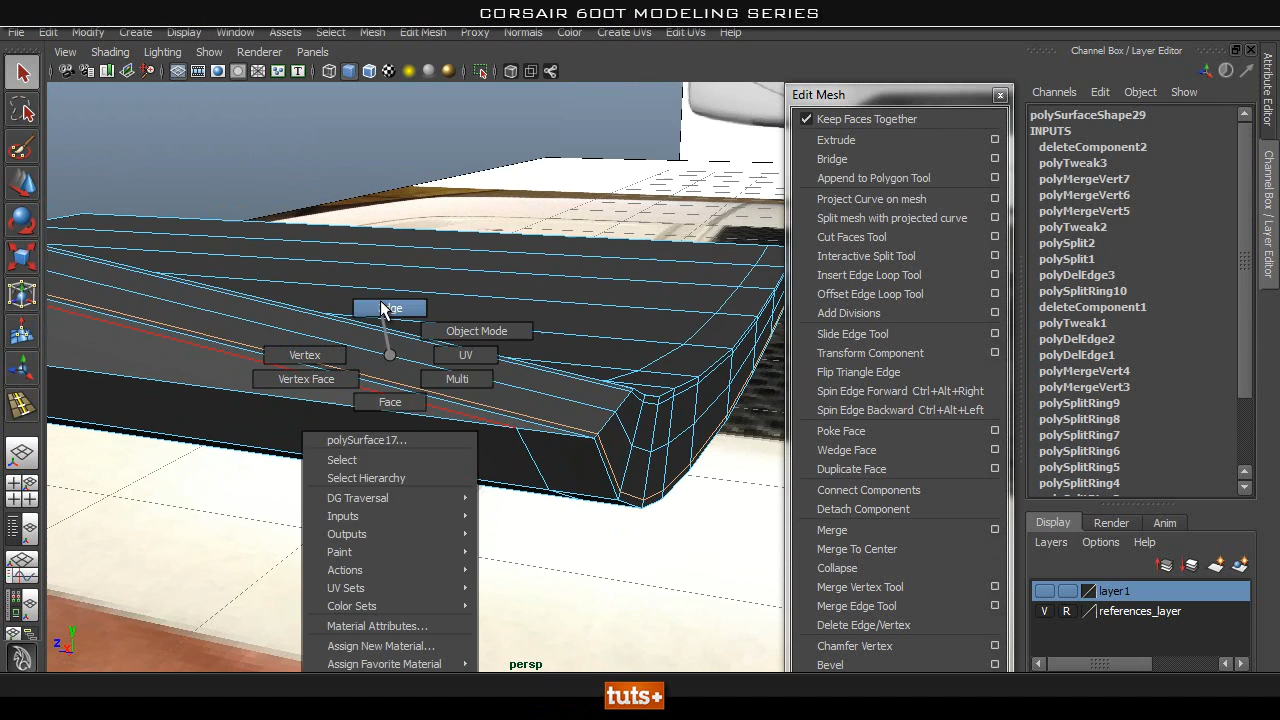 CORSAIR 600T MODELING SERIES
File Edit Modify Create Display Window Assets Select Mesh Edit Mesh Proxy Normals Color Create UVs Edit UVs Help
View Shading Lighting Show Renderer Panels
Channel Box / Layer Editor
Channels Edit Object Show
polySurfaceShape29
INPUTS
deleteComponent2
polyTweak3
polyMergeVert7
polyMergeVert6
polyMergeVert5
polyTweak2
polySplit2
polySplit1
polyDelEdge3
polySplitRing10
deleteComponent1
polyTweak1
polyDelEdge2
polyDelEdge1
polyMergeVert4
polyMergeVert3
polySplitRing9
polySplitRing8
polySplitRing7
polySplitRing6
polySplitRing5
polySplitRing4
Attribute Editor
Channel Box / Layer Editor
Display Render Anim
Layers Options Help
layer1
V R references_layer
Edit Mesh
Keep Faces Together
Extrude
Bridge
Append to Polygon Tool
Project Curve on mesh
Split mesh with projected curve
Cut Faces Tool
Interactive Split Tool
Insert Edge Loop Tool
Offset Edge Loop Tool
Add Divisions
Slide Edge Tool
Transform Component
Flip Triangle Edge
Spin Edge Forward Ctrl+Alt+Right
Spin Edge Backward Ctrl+Alt+Left
Poke Face
Wedge Face
Duplicate Face
Connect Components
Detach Component
Merge
Merge To Center
Collapse
Merge Vertex Tool
Merge Edge Tool
Delete Edge/Vertex
Chamfer Vertex
Bevel
Object Mode
Vertex
UV
Vertex Face
Multi
Face
polySurface17...
Select
Select Hierarchy
DG Traversal
Inputs
Outputs
Paint
Actions
UV Sets
Color Sets
Material Attributes...
Assign New Material...
Assign Favorite Material
persp
y
z x
tuts+